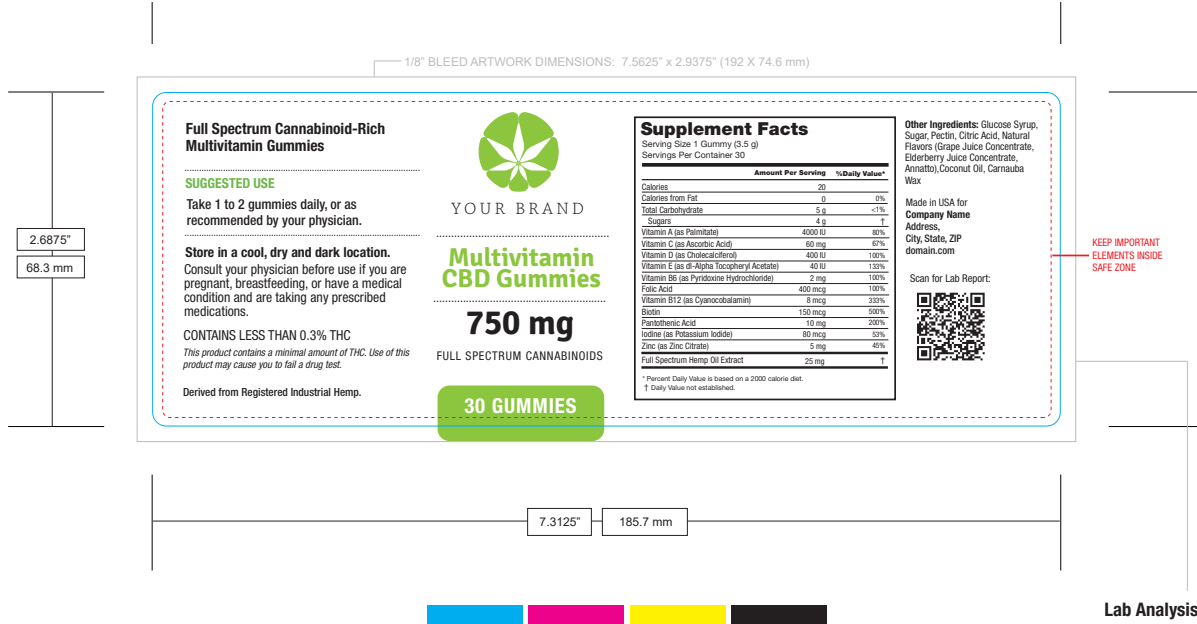 1/8” BLEED ARTWORK DIMENSIONS: 7.5625” x 2.9375” (192 X 74.6 mm)
2.6875”
68.3 mm
Full Spectrum Cannabinoid-Rich
Multivitamin Gummies
SUGGESTED USE
Take 1 to 2 gummies daily, or as
recommended by your physician.
Store in a cool, dry and dark location.
Consult your physician before use if you are
pregnant, breastfeeding, or have a medical
condition and are taking any prescribed
medications.
CONTAINS LESS THAN 0.3% THC
This product contains a minimal amount of THC. Use of this
product may cause you to fail a drug test.
Derived from Registered Industrial Hemp.
YOUR BRAND
Multivitamin
CBD Gummies
750 mg
FULL SPECTRUM CANNABINOIDS
30 GUMMIES
Supplement Facts
Serving Size 1 Gummy (3.5 g)
Servings Per Container 30
Amount Per Serving %Daily Value*
Calories 20
Calories from Fat 0 0%
Total Carbohydrate 5 g <1%
Sugars 4 g †
Vitamin A (as Palmitate) 4000 IU 80%
Vitamin C (as Ascorbic Acid) 60 mg 67%
Vitamin D (as Cholecalciferol) 400 IU 100%
Vitamin E (as dl-Alpha Tocopheryl Acetate) 40 IU 133%
Vitamin B6 (as Pyridoxine Hydrochloride) 2 mg 100%
Folic Acid 400 mcg 100%
Vitamin B12 (as Cyanocobalamin) 8 mcg 333%
Biotin 150 mcg 500%
Pantothenic Acid 10 mg 200%
Iodine (as Potassium Iodide) 80 mcg 53%
Zinc (as Zinc Citrate) 5 mg 45%
Full Spectrum Hemp Oil Extract 25 mg †
* Percent Daily Value is based on a 2000 calorie diet.
† Daily Value not established.
Other Ingredients: Glucose Syrup,
Sugar, Pectin, Citric Acid, Natural
Flavors (Grape Juice Concentrate,
Elderberry Juice Concentrate,
Annatto),Coconut Oil, Carnauba
Wax
Made in USA for
Company Name
Address,
City, State, ZIP
domain.com
Scan for Lab Report:
KEEP IMPORTANT
ELEMENTS INSIDE
SAFE ZONE
7.3125”
185.7 mm
Lab Analysis